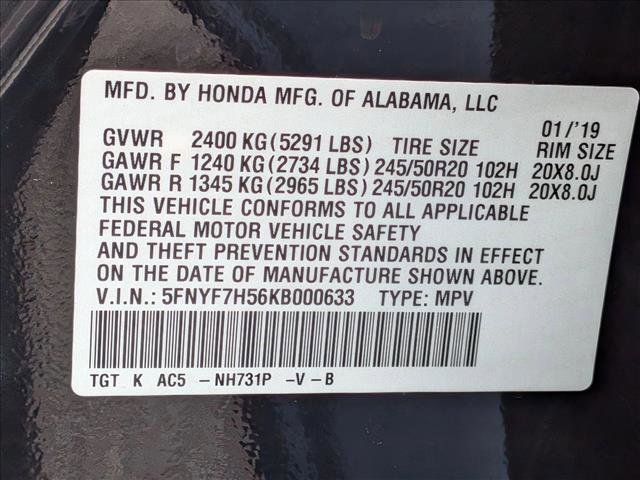 MFD. BY HONDA MFG. OF ALABAMA, LLC
01/'19
GVWR 2400 KG(5291 LBS) TIRE SIZE RIM SIZE
GAWR F 1240 KG(2734 LBS) 245/50R20 102H 20X8.0J
GAWR R 1345 KG(2965 LBS) 245/50R20 102H 20X8.0J
THIS VEHICLE CONFORMS TO ALL APPLICABLE
FEDERAL MOTOR VEHICLE SAFETY
AND THEFT PREVENTION STANDARDS IN EFFECT
ON THE DATE OF MANUFACTURE SHOWN ABOVE.
V.I.N.: 5FNYF7H56KB000633 TYPE: MPV
TGT K AC5 -NH731P -V-B